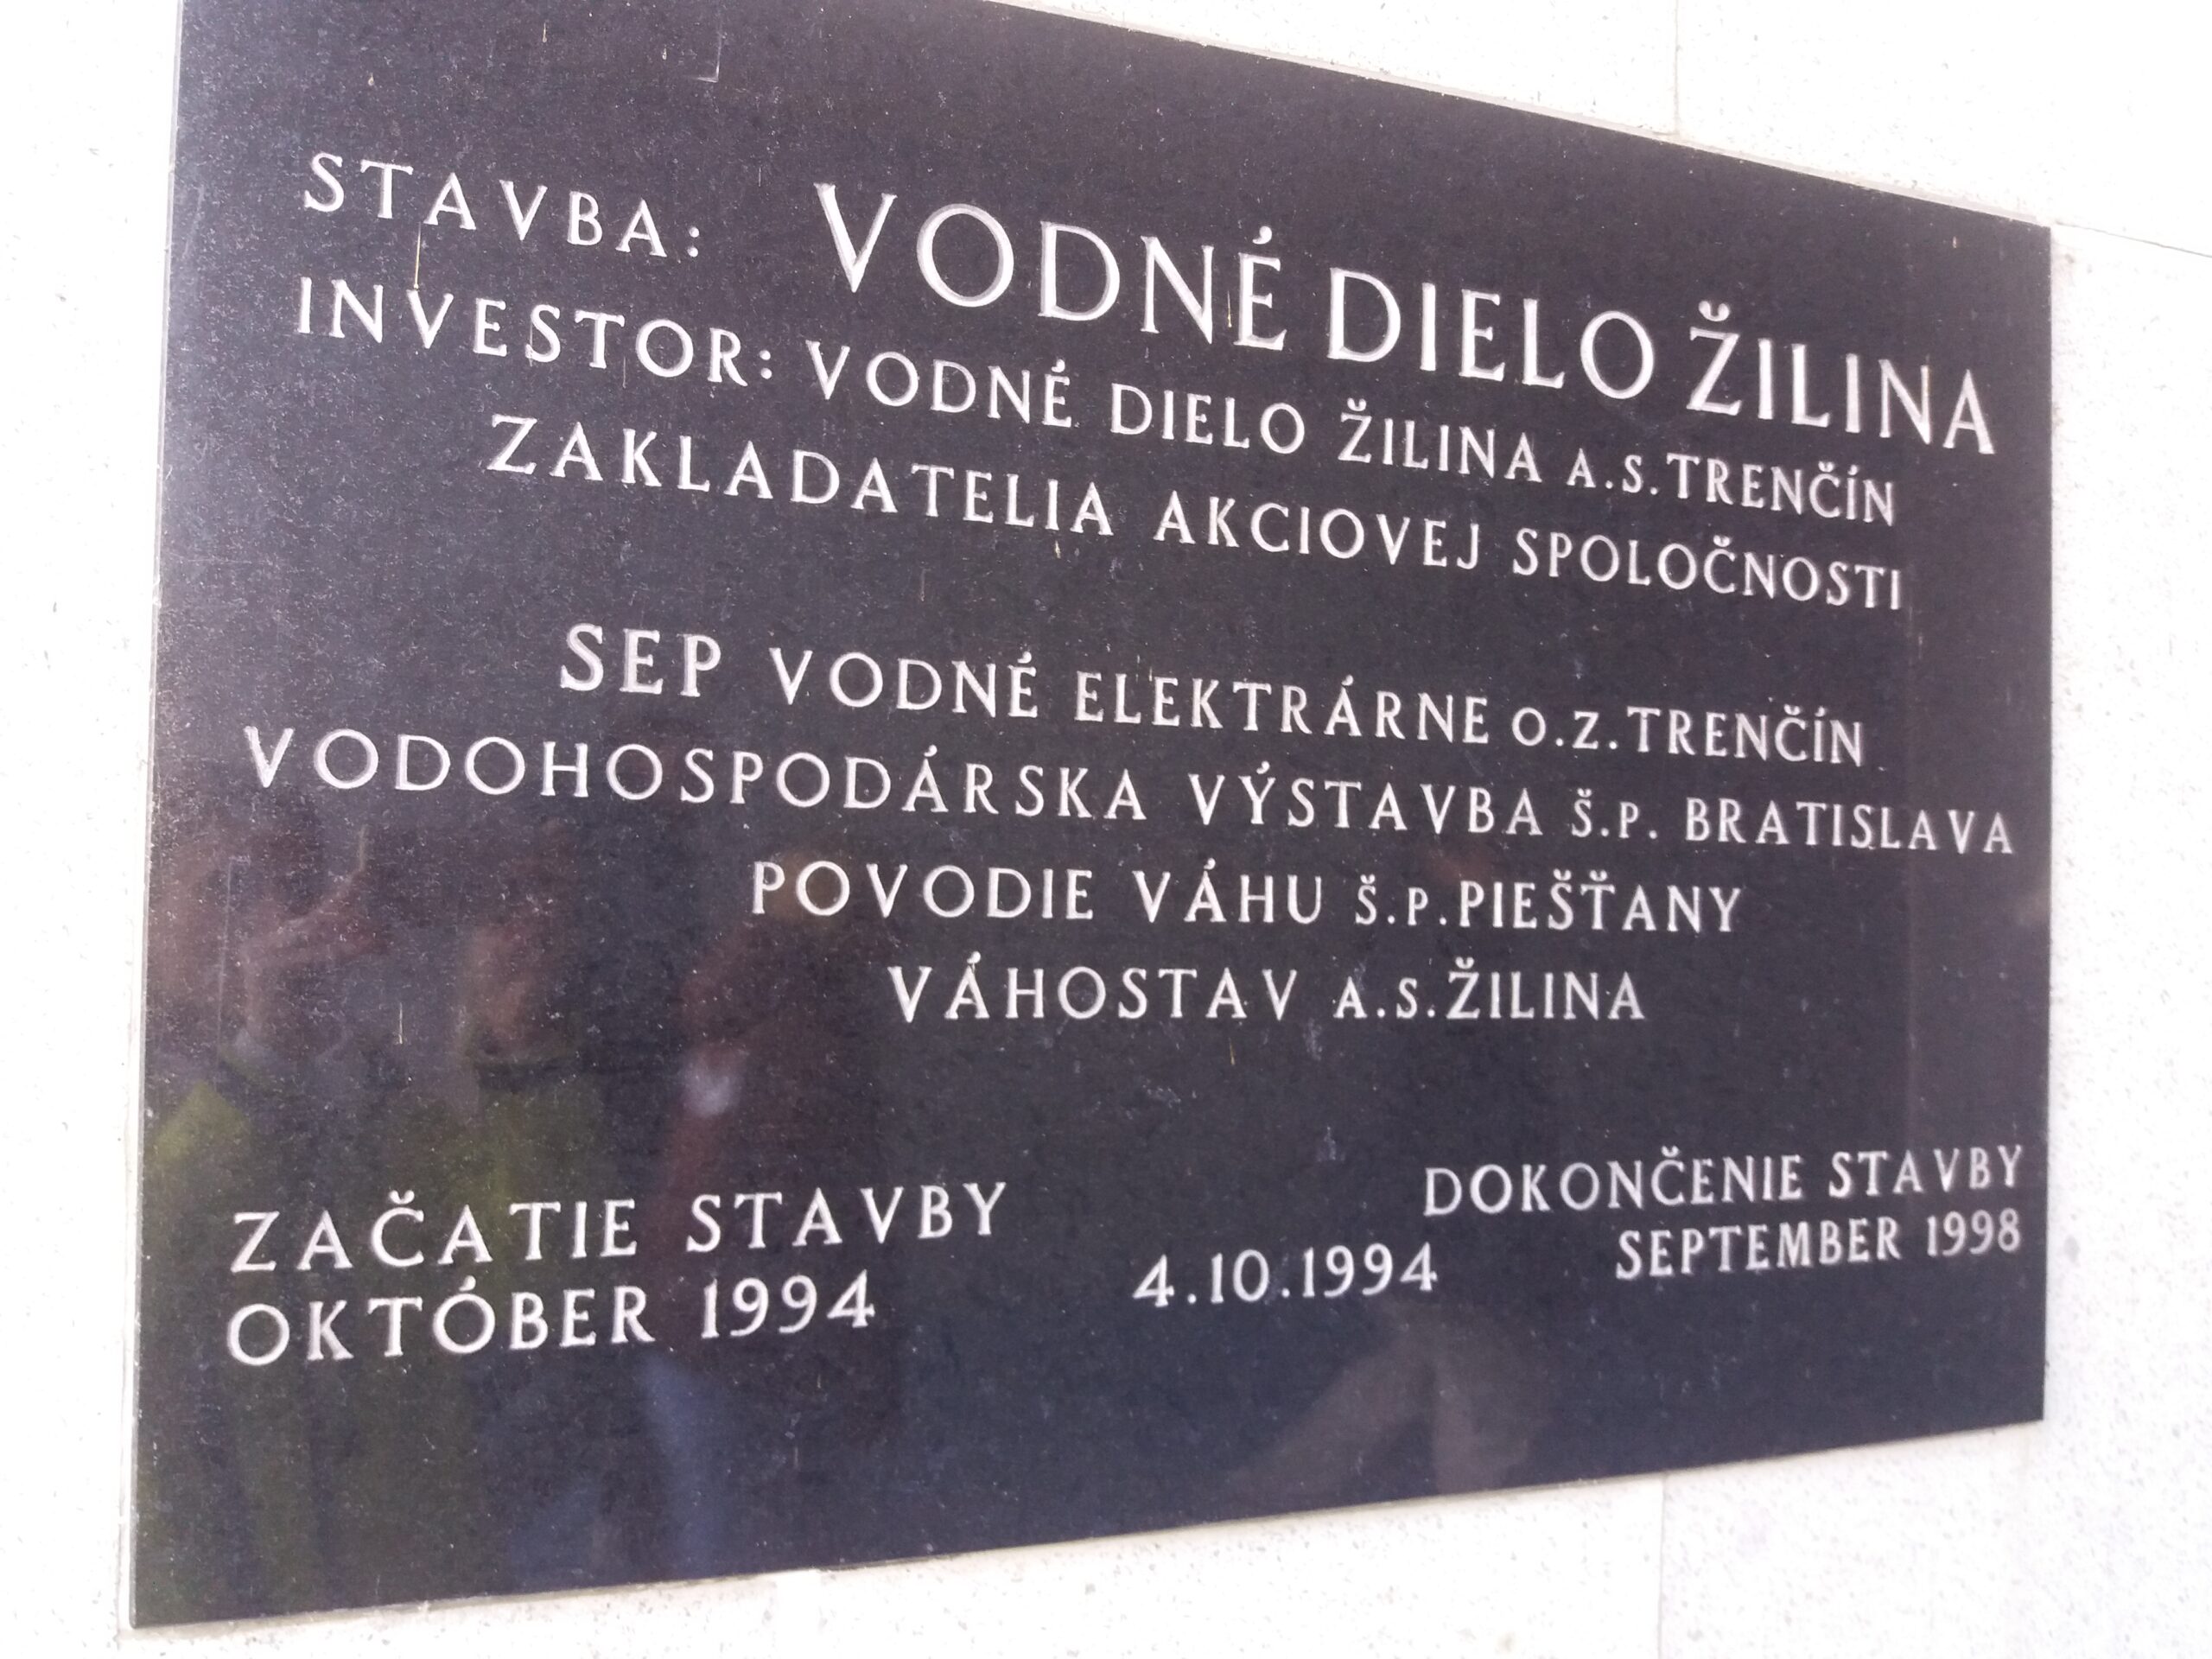 STAVBA: VODNÉ DIELO ŽILINA
INVESTOR: VODNÉ DIELO ŽILINA A.S. TRENČÍN
ZAKLADATELIA AKCIOVEJ SPOLOČNOSTI
SEP VODNÉ ELEKTRÁRNE O.Z. TRENČÍN
VODOHOSPODÁRSKA VÝSTAVBA Š.P. BRATISLAVA
POVODIE VÁHU Š.P. PIEŠŤANY
VÁHOSTAV A.S. ŽILINA
ZAČATIE STAVBY
OKTÓBER 1994
4.10.1994
DOKONČENIE STAVBY
SEPTEMBER 1998